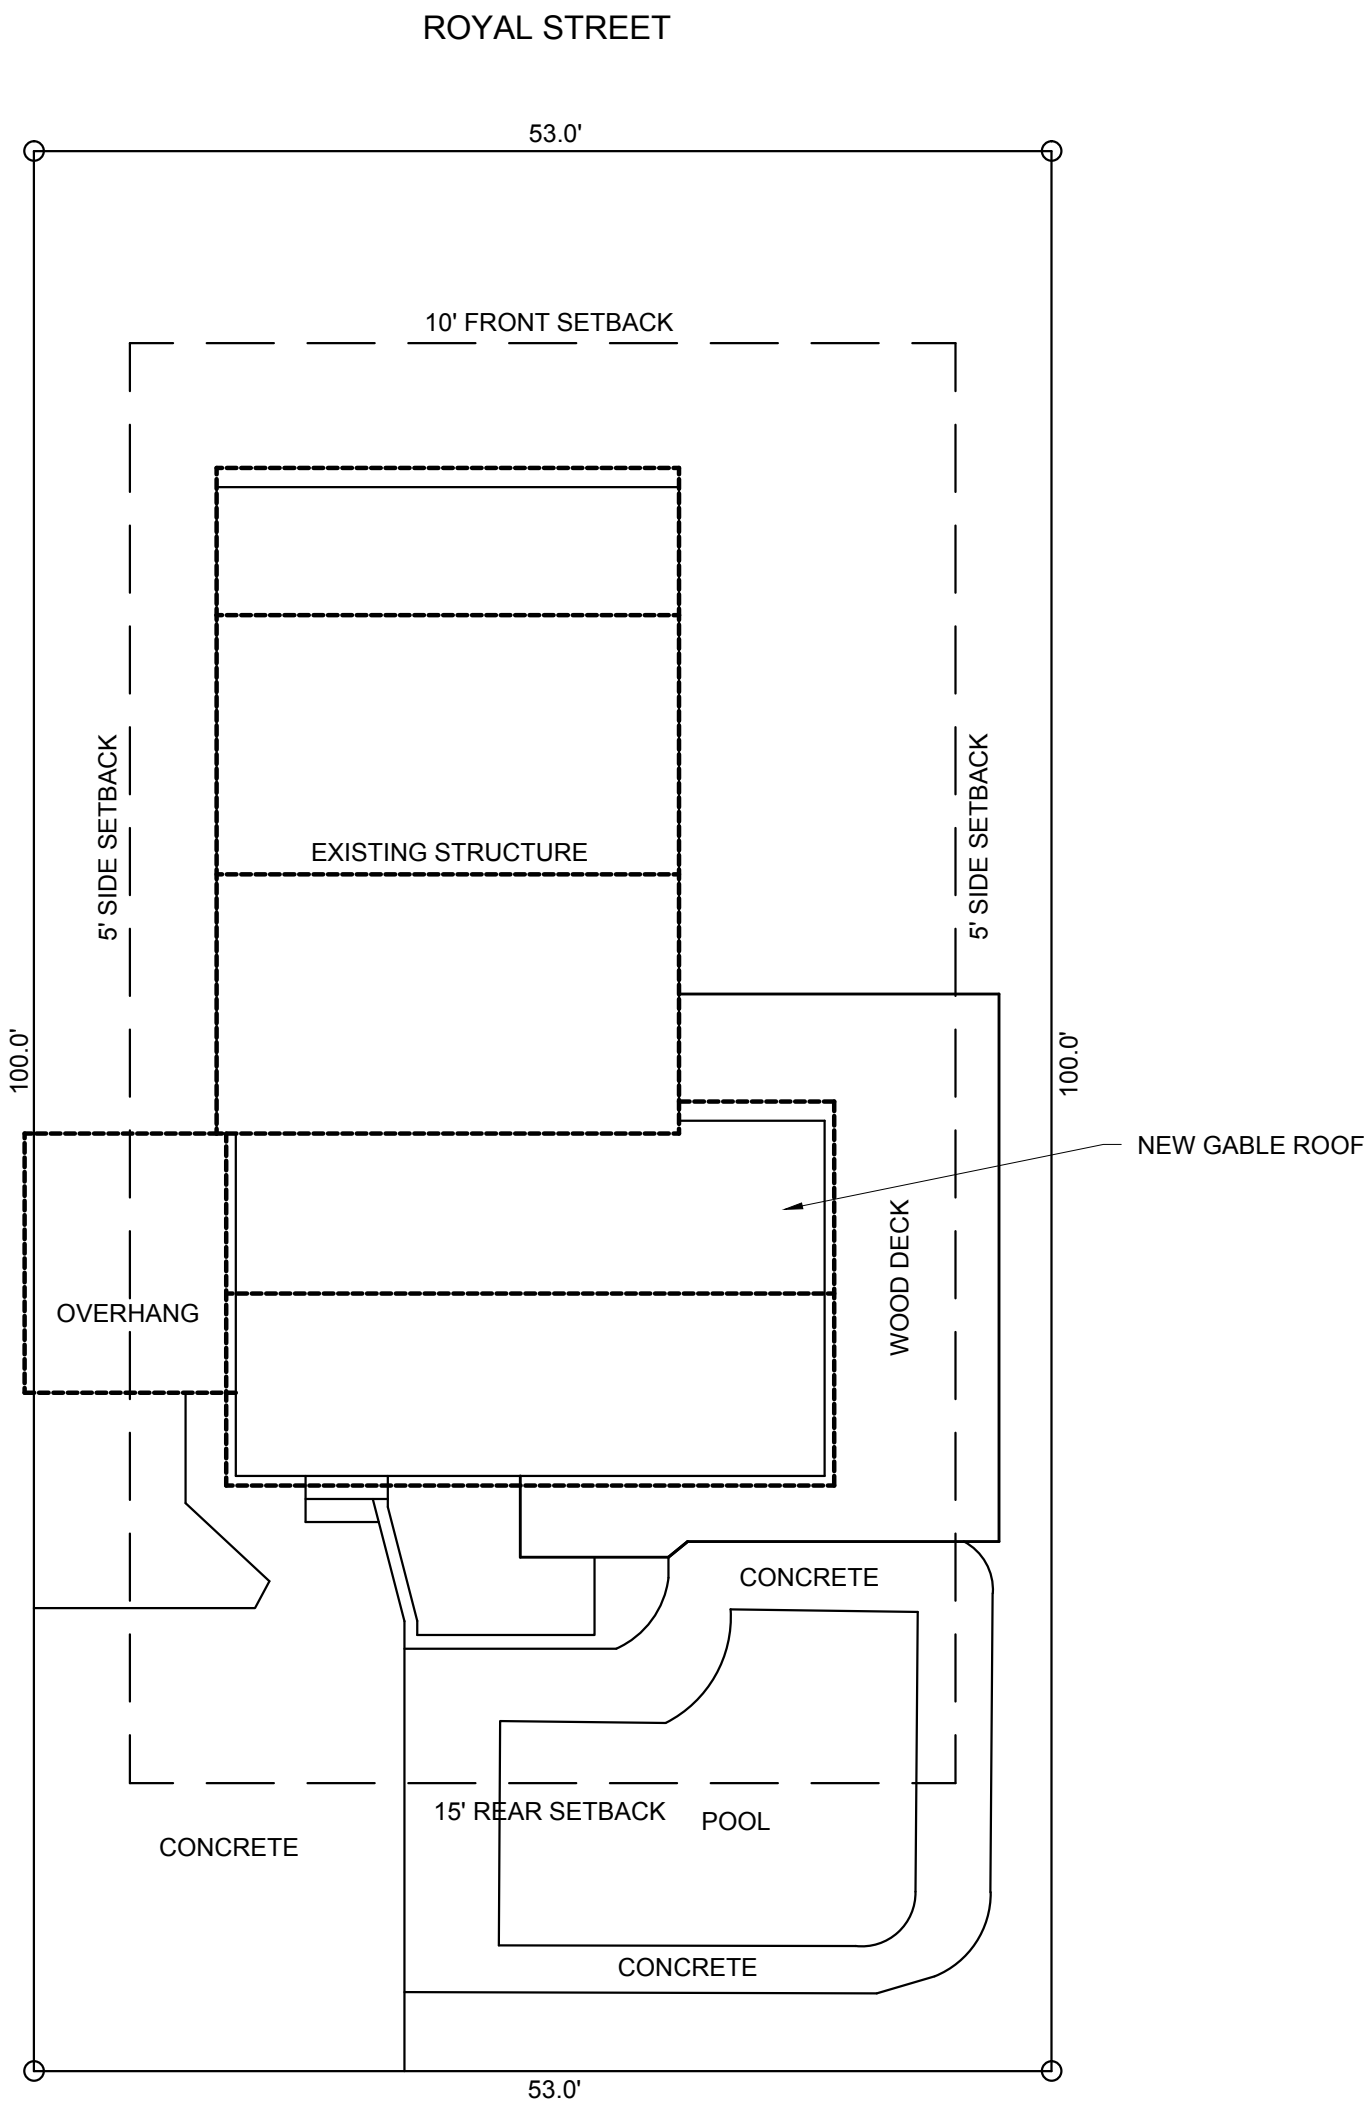 ROYAL STREET
53.0'
10' FRONT SETBACK
5' SIDE SETBACK
5' SIDE SETBACK
EXISTING STRUCTURE
100.0'
100.0'
NEW GABLE ROOF
WOOD DECK
OVERHANG
CONCRETE
15' REAR SETBACK
POOL
CONCRETE
CONCRETE
53.0'